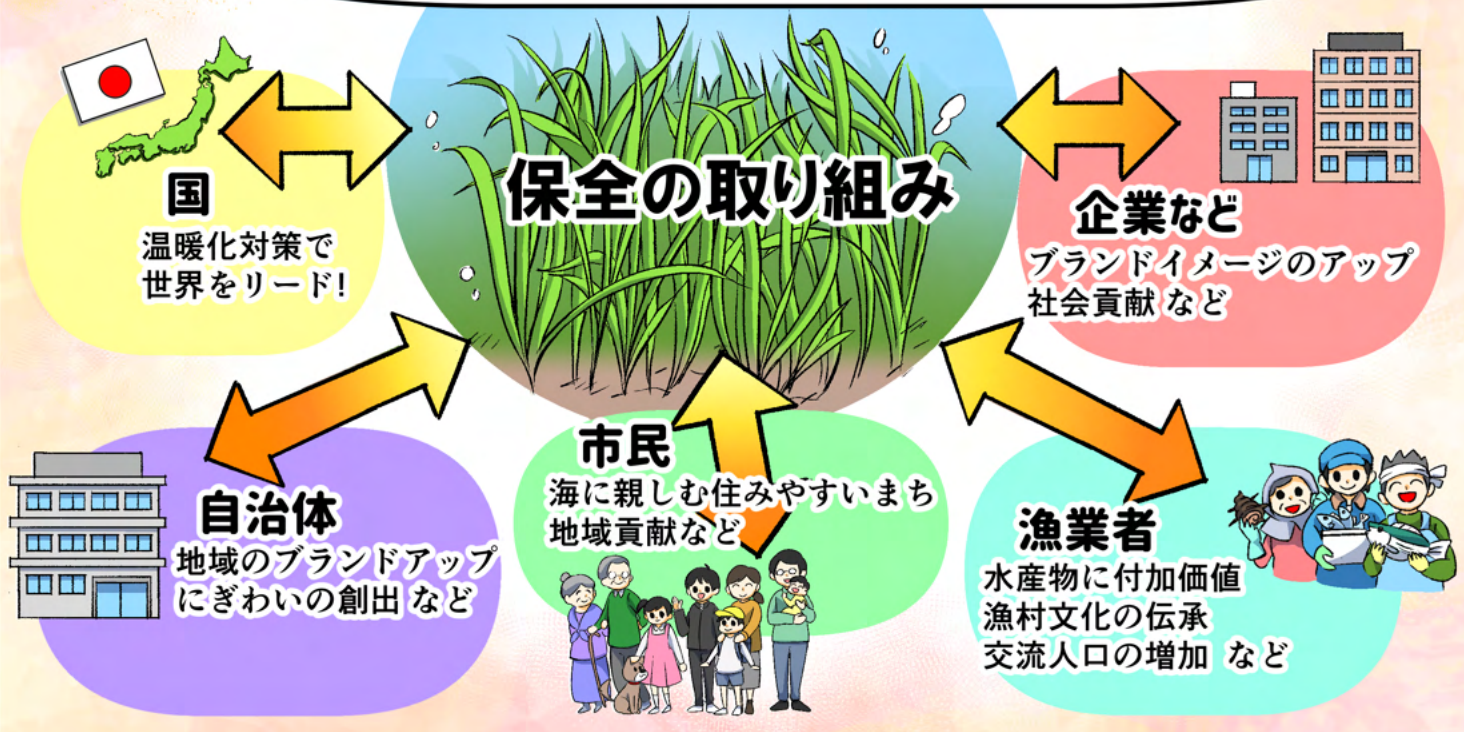 保全の取り組み
国
温暖化対策で
世界をリード!
企業など
ブランドイメージのアップ
社会貢献 など
自治体
地域のブランドアップ
にぎわいの創出 など
市民
海に親しむ住みやすいまち
地域貢献など
漁業者
水産物に付加価値
漁村文化の伝承
交流人口の増加 など